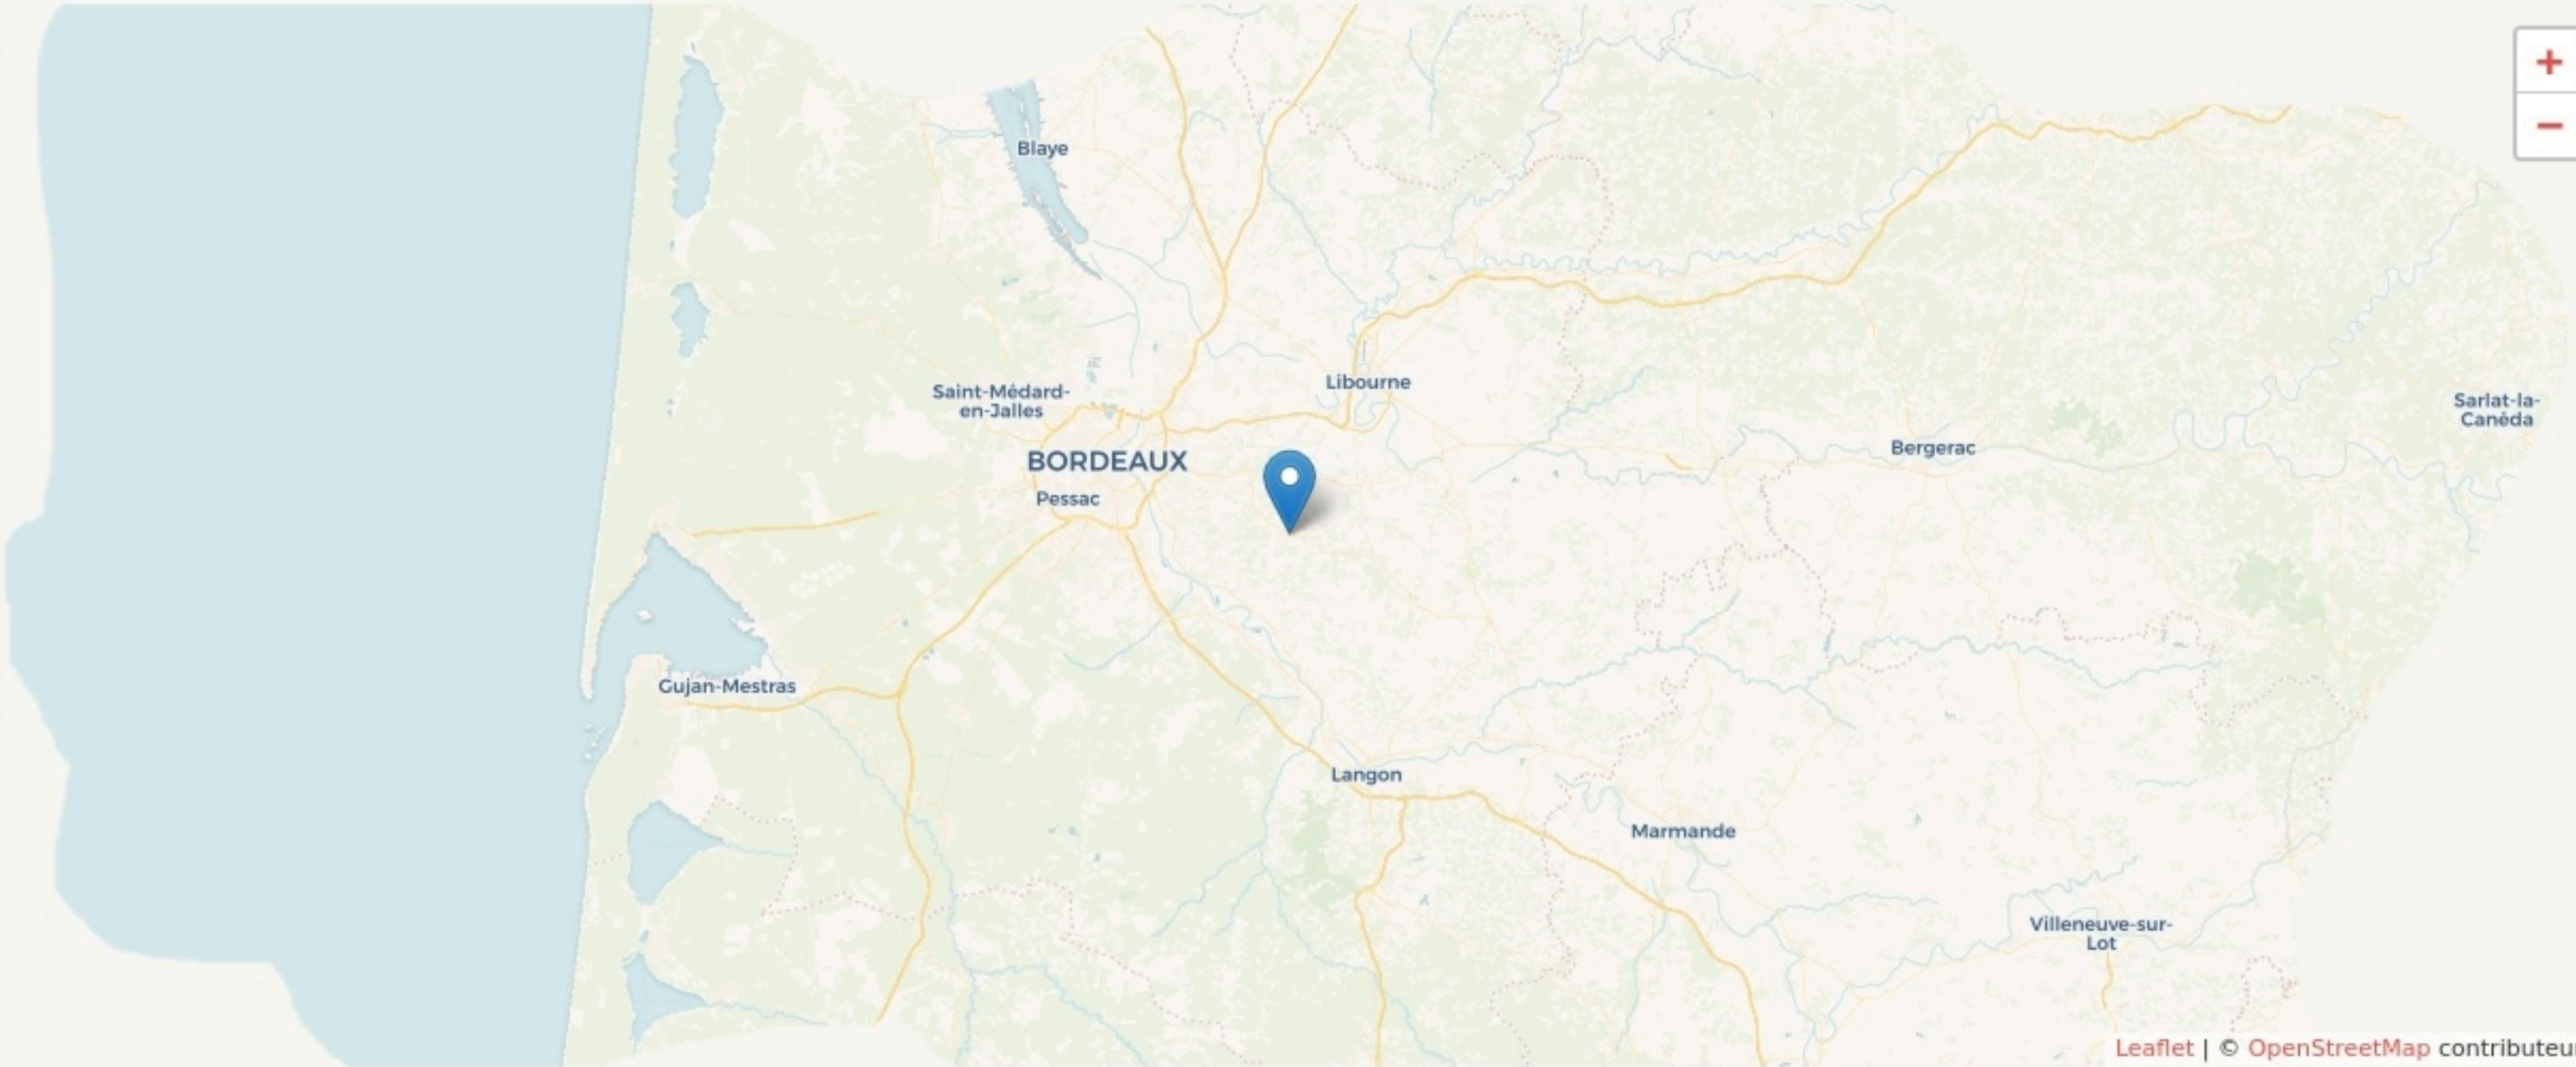 +
−
Blaye
Saint-Médard-
en-Jalles
Libourne
Sarlat-la-
Canéda
BORDEAUX
Bergerac
Pessac
Gujan-Mestras
Langon
Marmande
Villeneuve-sur-
Lot
Leaflet | © OpenStreetMap contributeur